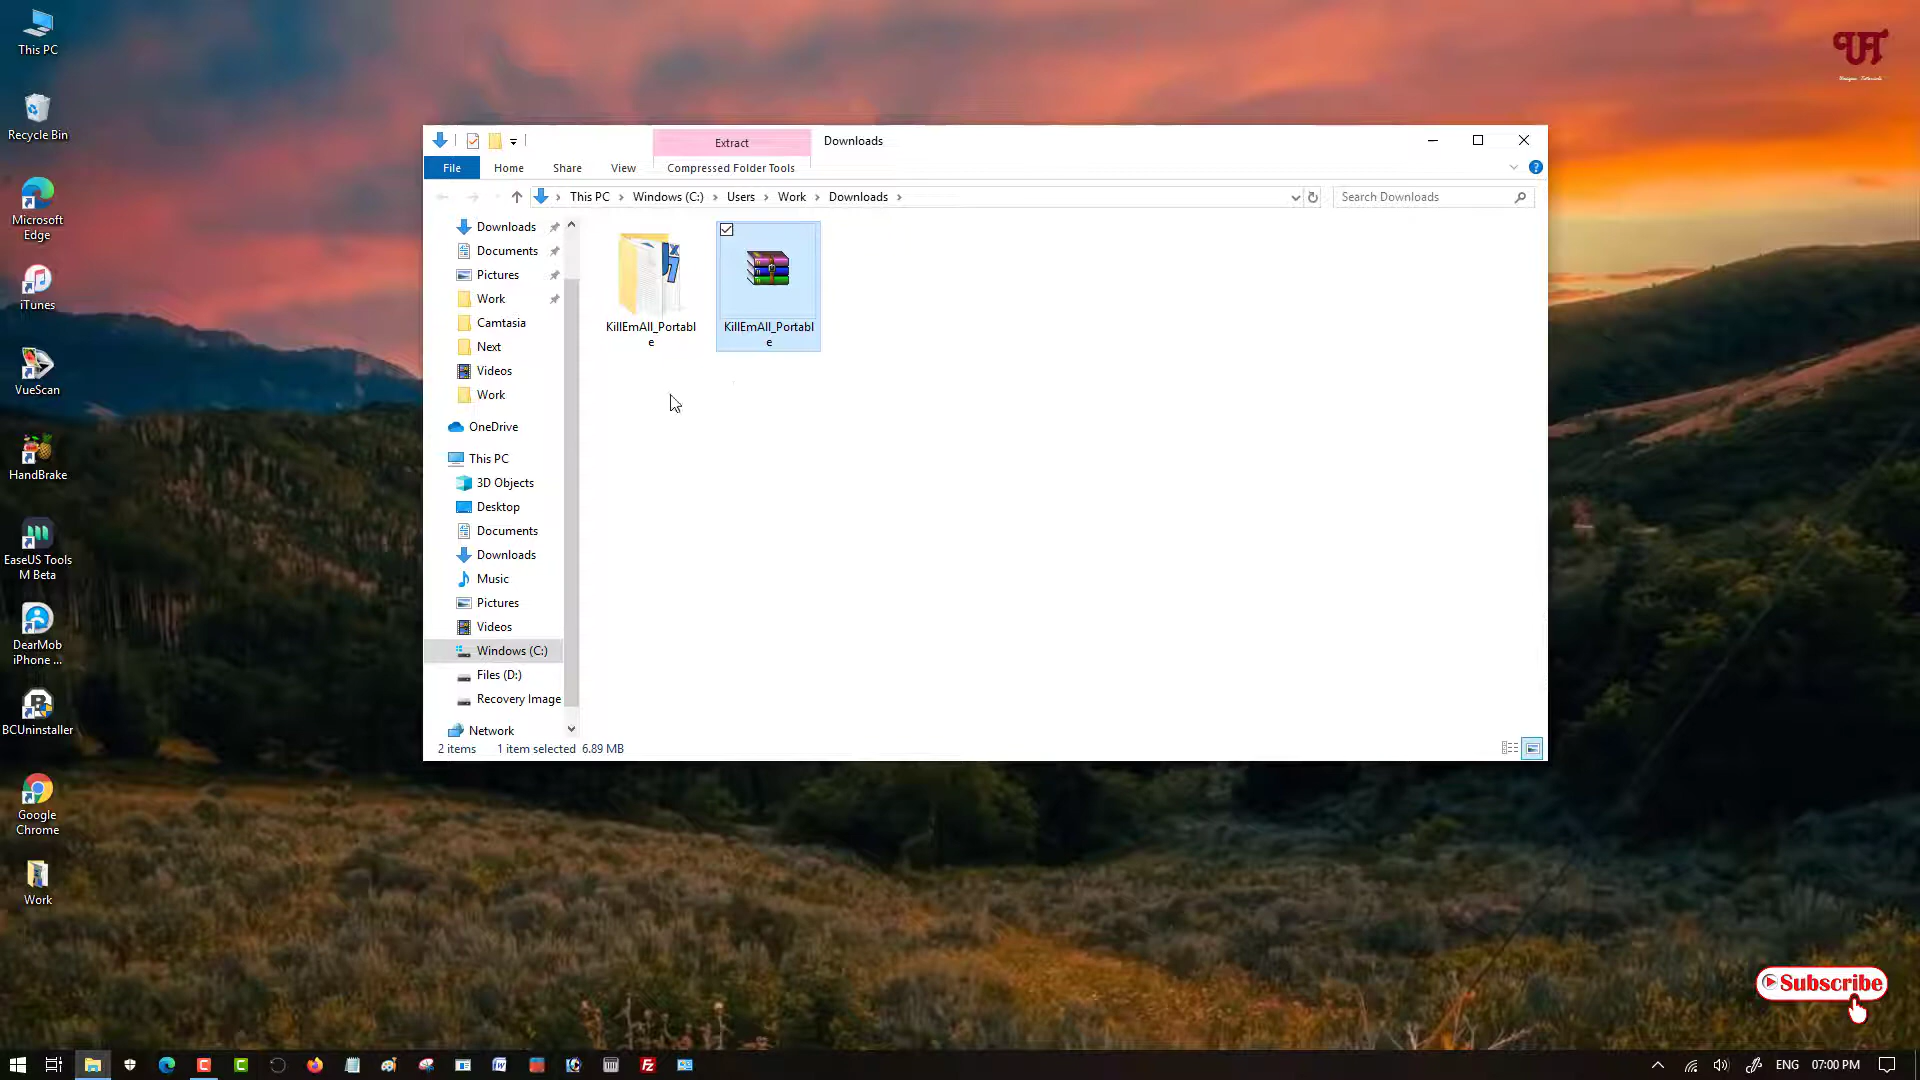 This PC
Recycle Bin
Microsoft
Edge
iTunes
VueScan
HandBrake
EaseUS Tools
M Beta
DearMob
iPhone ...
BCUninstaller
Google
Chrome
Work
Extract
Downloads
File
Home
Share
View
Compressed Folder Tools
This PC
Windows (C:)
Users
Work
Downloads
Search Downloads
Downloads
Documents
Pictures
Work
Camtasia
Next
Videos
Work
OneDrive
This PC
3D Objects
Desktop
Documents
Downloads
Music
Pictures
Videos
Windows (C:)
Files (D:)
Recovery Image
Network
KillEmAll_Portabl
e
KillEmAll_Portabl
e
2 items
1 item selected 6.89 MB
UT
Subscribe
ENG
07:00 PM